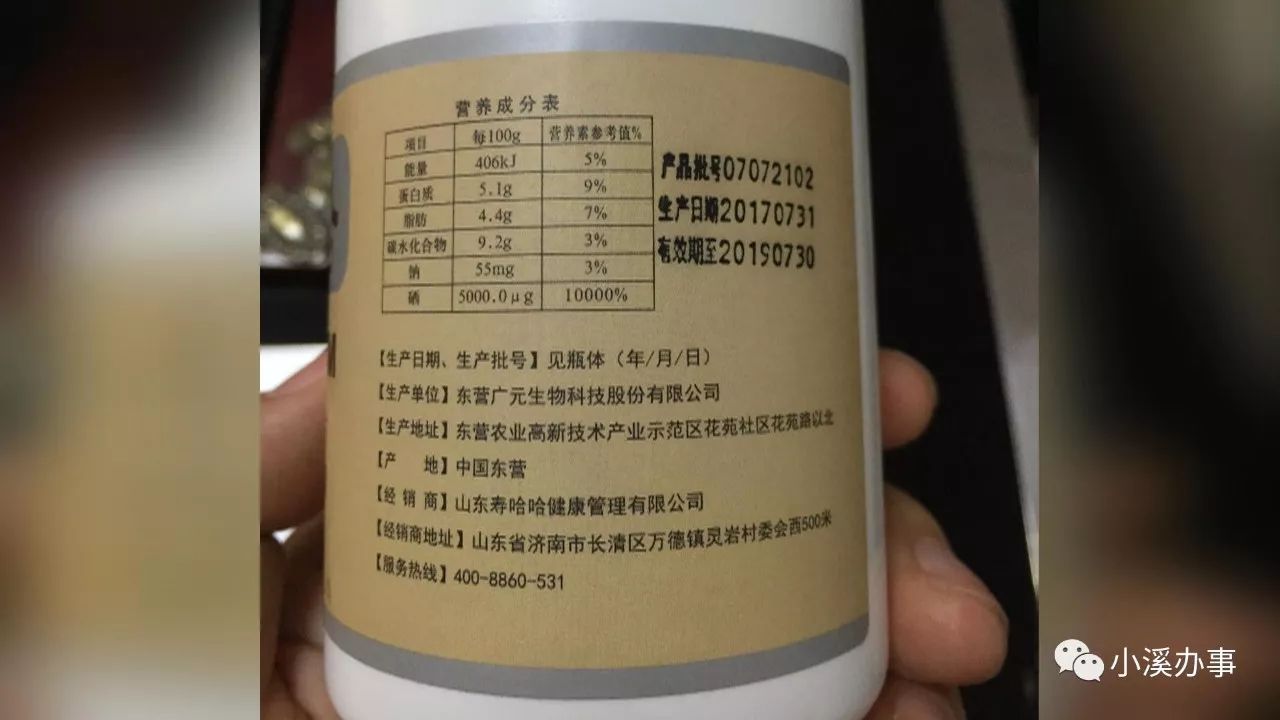 营养成分表
项目 每100g 营养素参考值%
能量 406kJ 5%
蛋白质 5.1g 9%
脂肪 4.4g 7%
碳水化合物 9.2g 3%
钠 55mg 3%
硒 5000.0μg 10000%
产品批号07072102
生产日期20170731
有效期至20190730
【生产日期、生产批号】见瓶体（年/月/日）
【生产单位】东营广元生物科技股份有限公司
【生产地址】东营农业高新技术产业示范区花苑社区花苑路以北
【产 地】中国东营
【经 销 商】山东寿哈哈健康管理有限公司
【经销商地址】山东省济南市长清区万德镇灵岩村委会西500米
【服务热线】400-8860-531
小溪办事